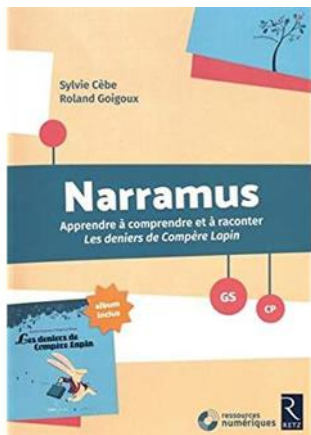 Sylvie Cèbe
Roland Goigoux
Narramus
Apprendre à comprendre et à raconter
Les deniers de Compère Lapin
GS
CP
album
inclus
Les deniers de
Compère Lapin
ressources
numériques
RETZ